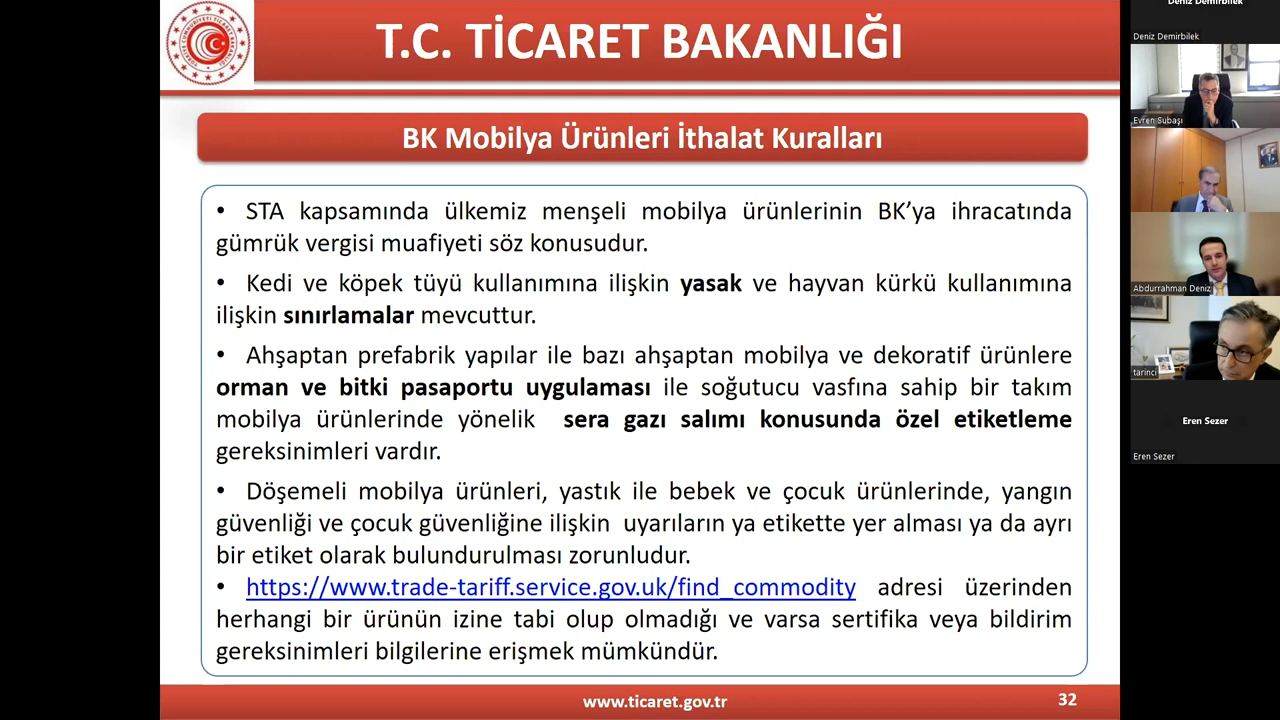 T.C. TİCARET BAKANLIĞI
BK Mobilya Ürünleri İthalat Kuralları
• STA kapsamında ülkemiz menşeli mobilya ürünlerinin BK’ya ihracatında
gümrük vergisi muafiyeti söz konusudur.
• Kedi ve köpek tüyü kullanımına ilişkin yasak ve hayvan kürkü kullanımına
ilişkin sınırlamalar mevcuttur.
• Ahşaptan prefabrik yapılar ile bazı ahşaptan mobilya ve dekoratif ürünlere
orman ve bitki pasaportu uygulaması ile soğutucu vasfına sahip bir takım
mobilya ürünlerinde yönelik sera gazı salımı konusunda özel etiketleme
gereksinimleri vardır.
• Döşemeli mobilya ürünleri, yastık ile bebek ve çocuk ürünlerinde, yangın
güvenliği ve çocuk güvenliğine ilişkin uyarıların ya etikette yer alması ya da ayrı
bir etiket olarak bulundurulması zorunludur.
• https://www.trade-tariff.service.gov.uk/find_commodity adresi üzerinden
herhangi bir ürünün izine tabi olup olmadığı ve varsa sertifika veya bildirim
gereksinimleri bilgilerine erişmek mümkündür.
www.ticaret.gov.tr
32
Deniz Demirbilek
Deniz Demirbilek
Evren Subaşı
Abdurrahman Deniz
tarinci
Eren Sezer
Eren Sezer